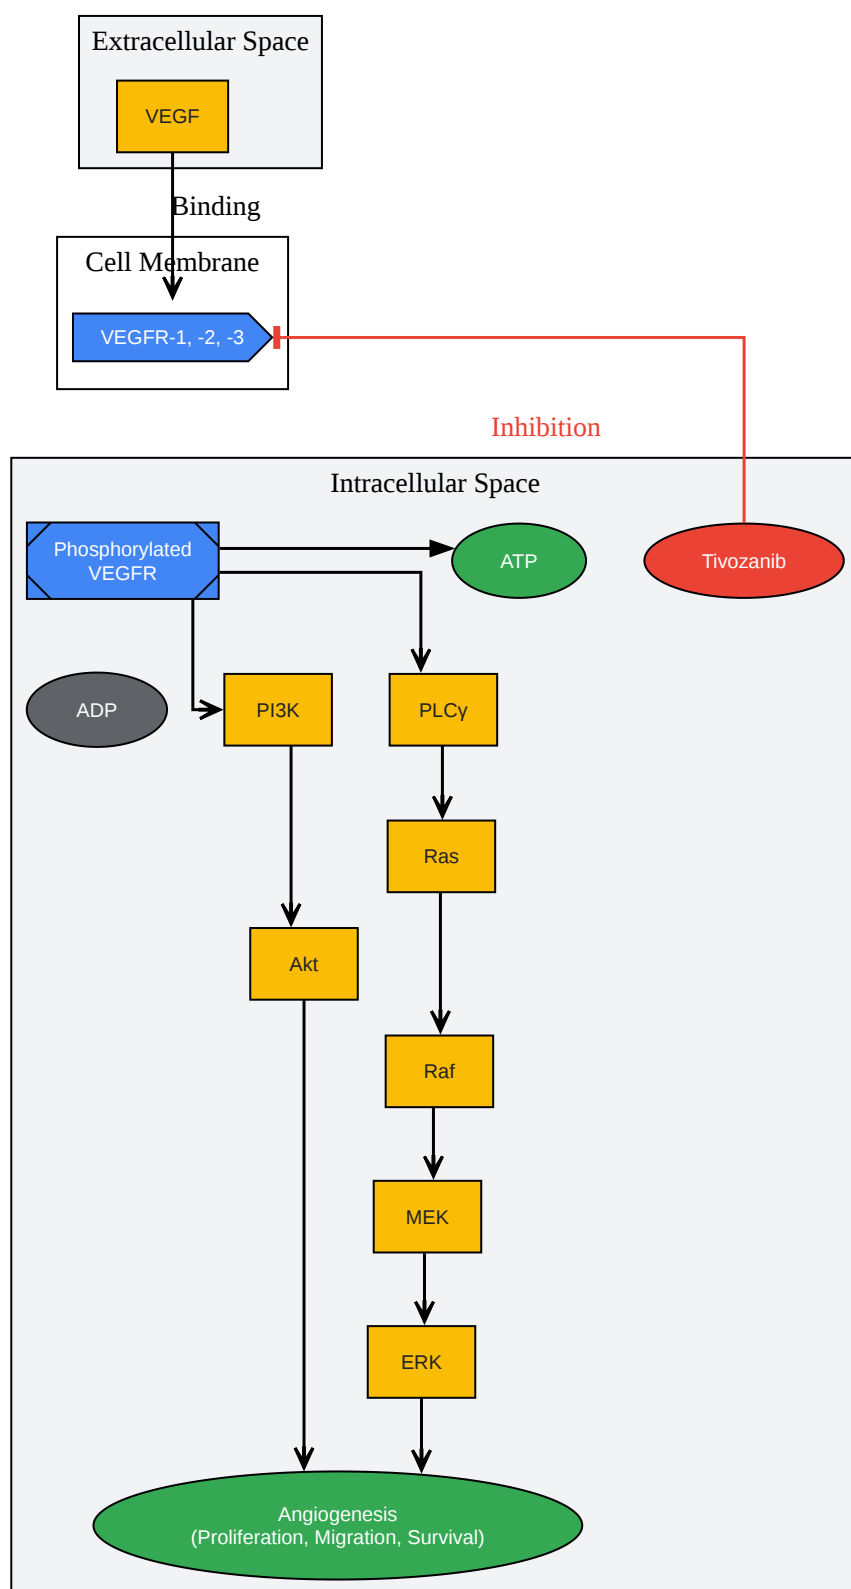 Extracellular Space
VEGF
Binding
Cell Membrane
VEGFR-1, -2, -3
Inhibition
Intracellular Space
Phosphorylated
VEGFR
ATP
Tivozanib
ADP
PI3K
PLCγ
Ras
Akt
Raf
MEK
ERK
Angiogenesis
(Proliferation, Migration, Survival)